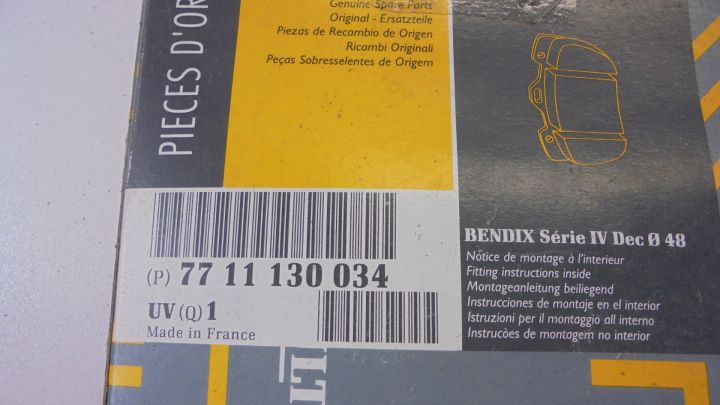 Genuine Spare Parts
Original - Ersatzteile
Piezas de Recambio de Origen
Ricambi Originali
Peças Sobresselentes de Origem
PIECES D'OR
BENDIX Série IV Dec Ø 48
Notice de montage à l'interieur
Fitting instructions inside
Montageanleitung beiliegend
Instrucciones de montaje en el interior
Istruzioni per il montaggio all interno
Instrucòes de montagem no interior
(P) 77 11 130 034
UV (Q) 1
Made in France
LT